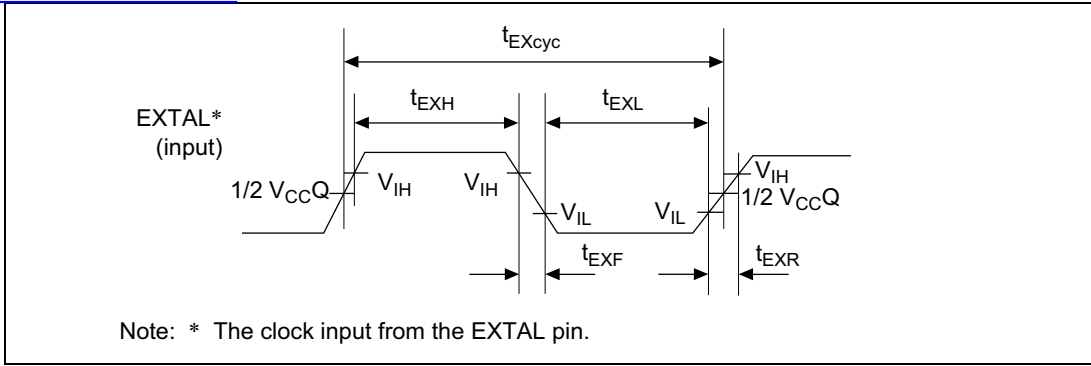 tEXcyc
tEXH
tEXL
EXTAL*
(input)
1/2 VCCQ
VIH
VIH
VIL
VIL
VIH
1/2 VCCQ
tEXF
tEXR
Note: * The clock input from the EXTAL pin.